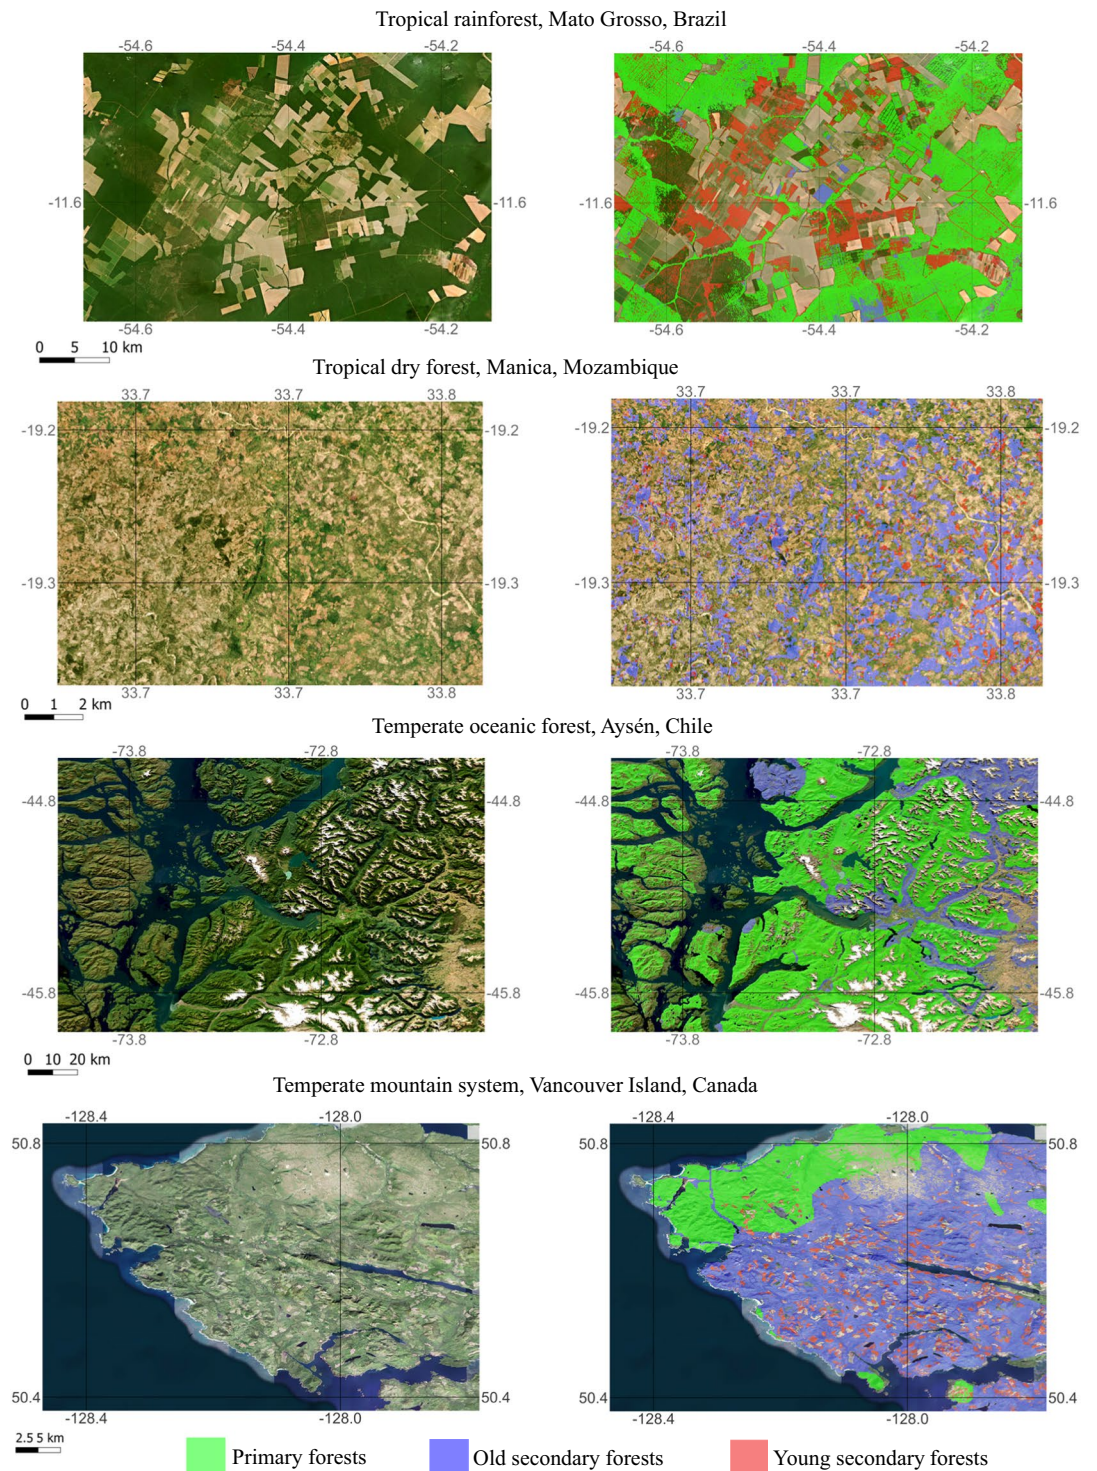 Tropical rainforest, Mato Grosso, Brazil
-54.6 -54.4 -54.2 -54.6 -54.4 -54.2
-11.6 -11.6 -11.6 -11.6
-54.6 -54.4 -54.2 -54.6 -54.4 -54.2
0 5 10 km
Tropical dry forest, Manica, Mozambique
33.7 33.7 33.8 33.7 33.7 33.8
-19.2 -19.2 -19.2 -19.2
-19.3 -19.3 -19.3 -19.3
33.7 33.7 33.8 33.7 33.7 33.8
0 1 2 km
Temperate oceanic forest, Aysén, Chile
-73.8 -72.8 -73.8 -72.8
-44.8 -44.8 -44.8 -44.8
-45.8 -45.8 -45.8 -45.8
-73.8 -72.8 -73.8 -72.8
0 10 20 km
Temperate mountain system, Vancouver Island, Canada
-128.4 -128.0 -128.4 -128.0
50.8 50.8 50.8 50.8
50.4 50.4 50.4 50.4
-128.4 -128.0 -128.4 -128.0
2.5 5 km
Primary forests Old secondary forests Young secondary forests